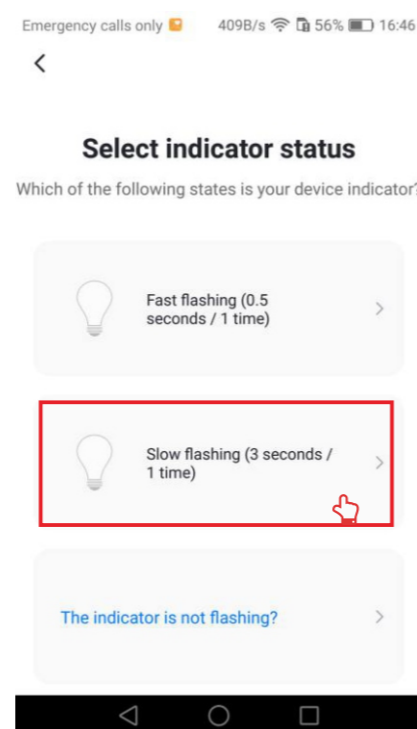 Emergency calls only 409B/s 56% 16:46
Select indicator status
Which of the following states is your device indicator?
Fast flashing (0.5
seconds / 1 time)
Slow flashing (3 seconds /
1 time)
The indicator is not flashing?